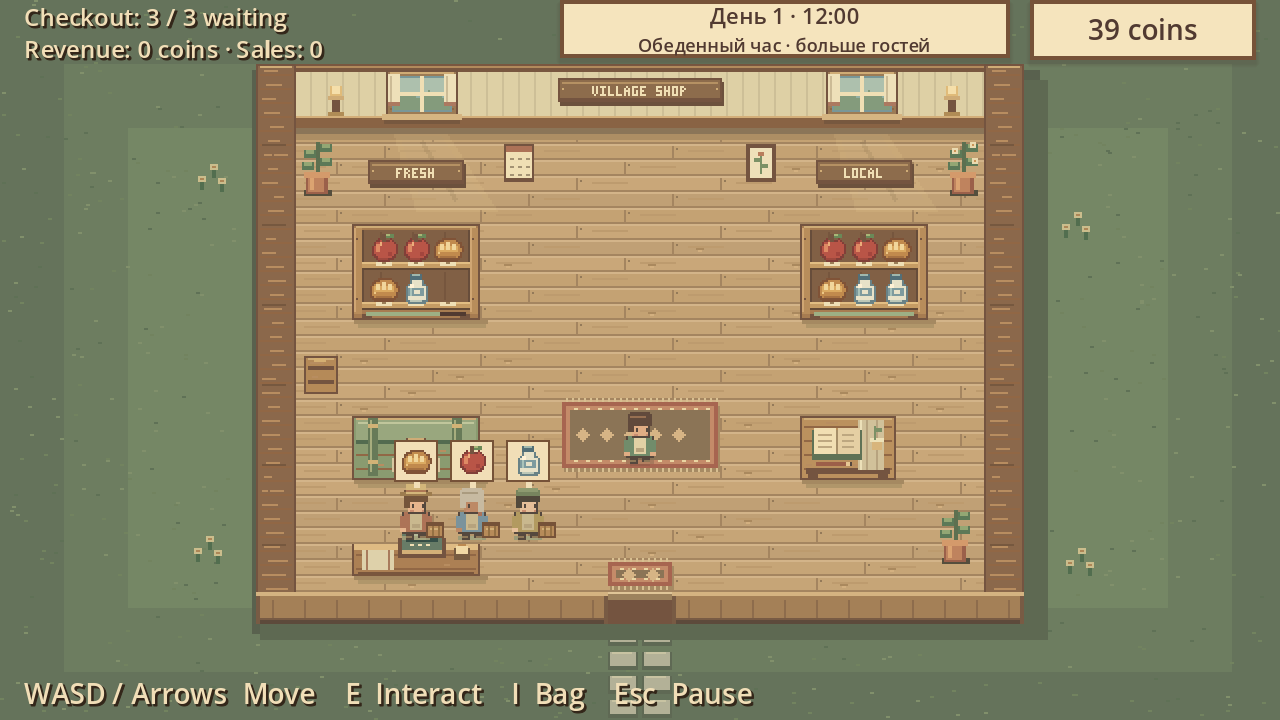 Checkout: 3 / 3 waiting
Revenue: 0 coins · Sales: 0
День 1 · 12:00
Обеденный час · больше гостей
39 coins
VILLAGE SHOP
FRESH
LOCAL
WASD / Arrows Move E Interact I Bag Esc Pause